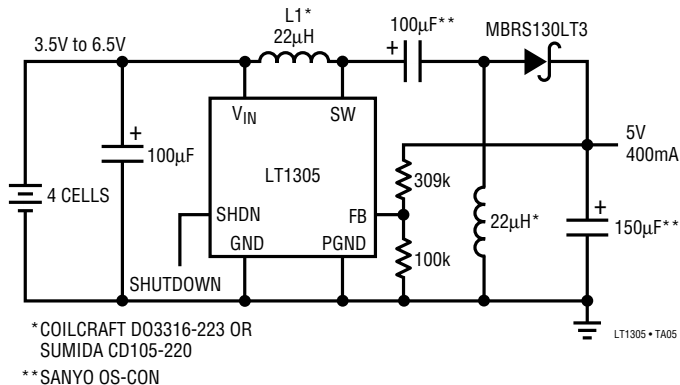 L1*
22µH
100µF**
MBRS130LT3
3.5V to 6.5V
+
VIN
SW
+
100µF
5V
400mA
LT1305
309k
4 CELLS
SHDN
FB
22µH*
+
150µF**
GND
PGND
100k
SHUTDOWN
*COILCRAFT DO3316-223 OR
SUMIDA CD105-220
**SANYO OS-CON
LT1305 • TA05